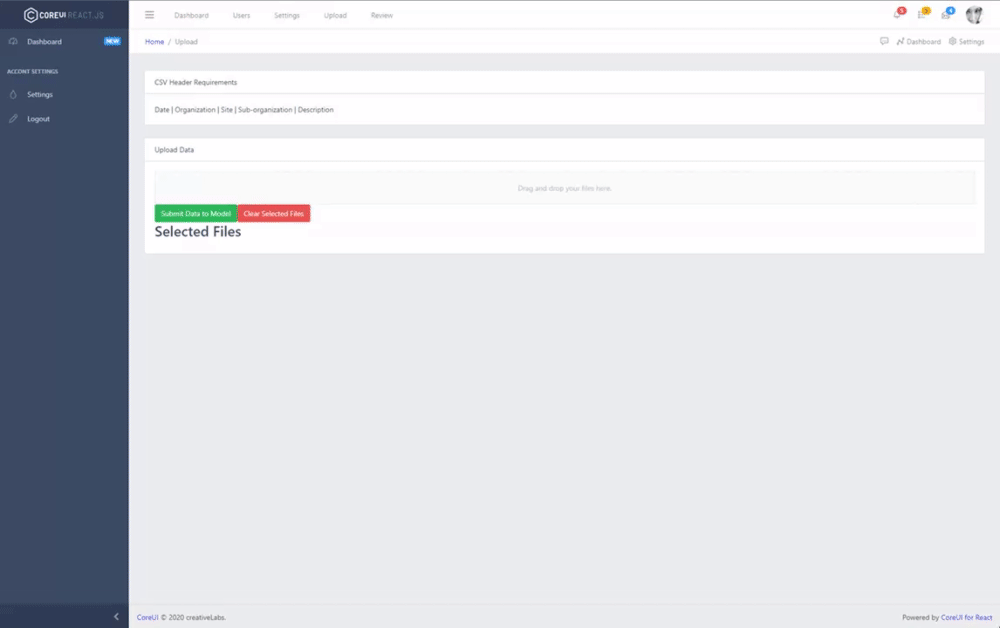 COREUI REACT.JS
Dashboard Users Settings Upload Review
5 4
Dashboard NEW
Home / Upload
Dashboard Settings
ACCONT SETTINGS
Settings
Logout
CSV Header Requirements
Date | Organization | Site | Sub-organization | Description
Upload Data
Drag and drop your files here.
Submit Data to Model Clear Selected Files
Selected Files
CoreUI © 2020 creativeLabs.
Powered by CoreUI for React